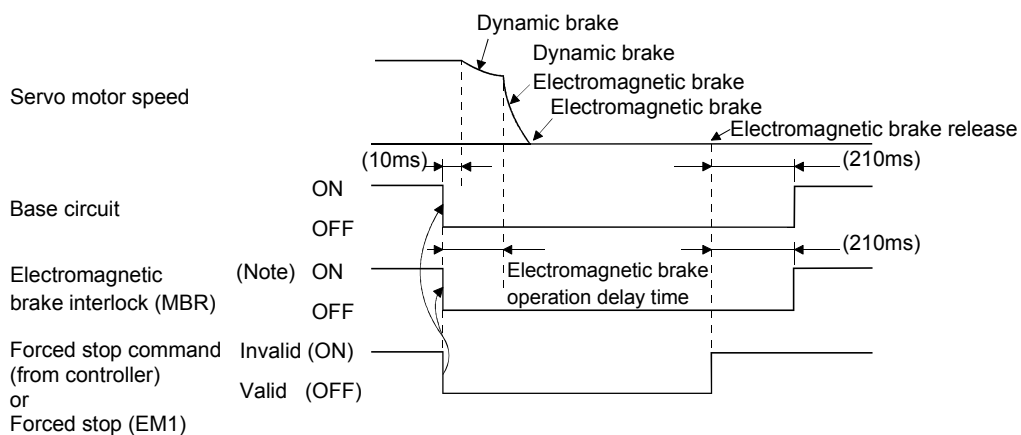 Dynamic brake
Dynamic brake
Electromagnetic brake
Electromagnetic brake
Servo motor speed
Electromagnetic brake release
(10ms)
(210ms)
ON
Base circuit
OFF
(210ms)
Electromagnetic
brake interlock (MBR)
(Note) ON
OFF
Electromagnetic brake
operation delay time
Forced stop command
(from controller)
or
Forced stop (EM1)
Invalid (ON)
Valid (OFF)